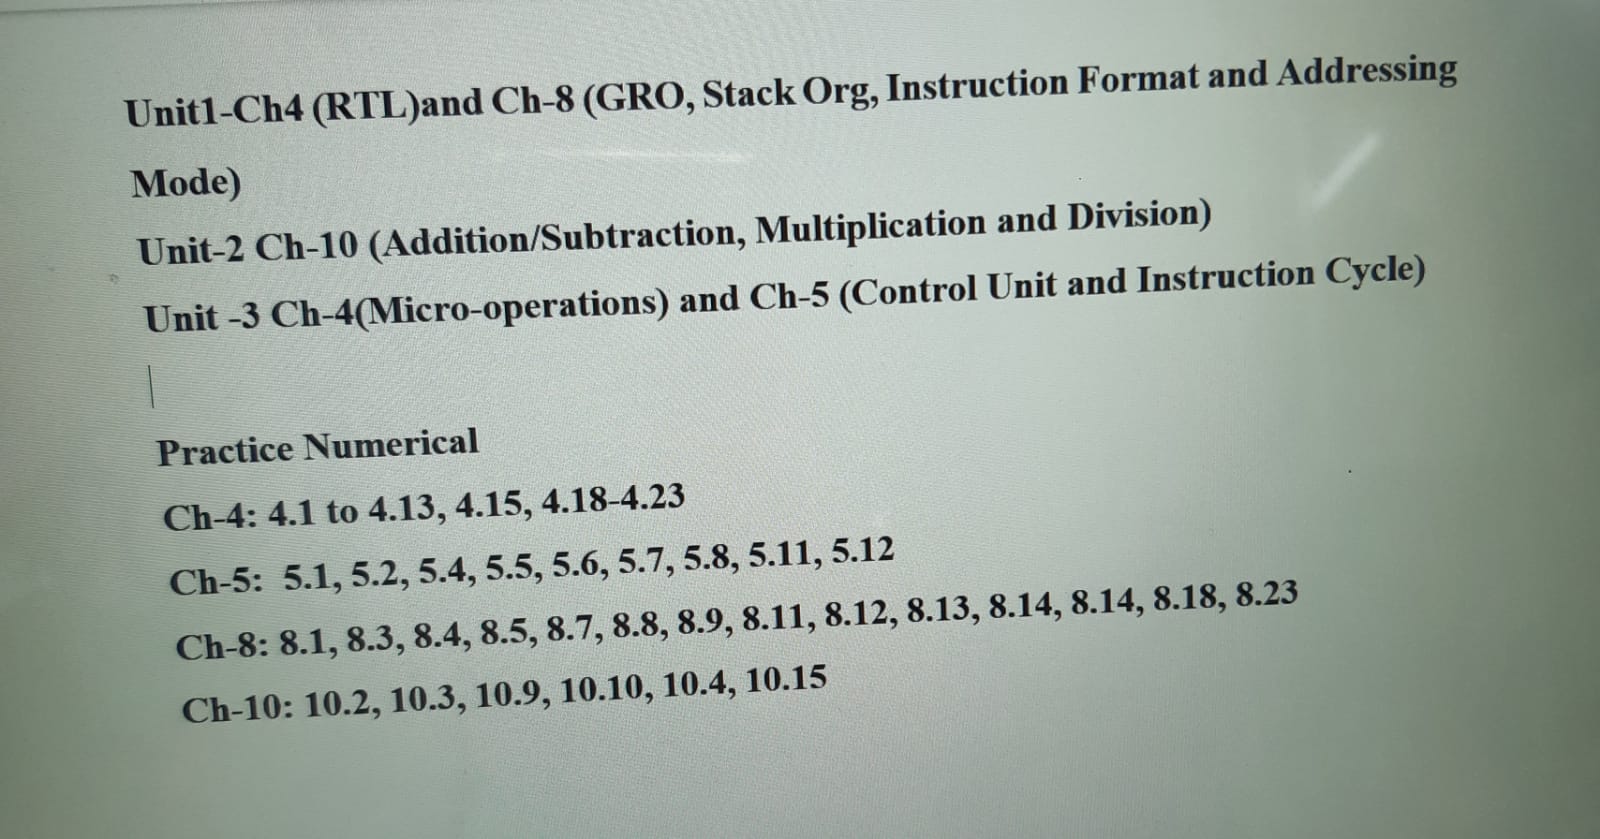 Unit1-Ch4 (RTL)and Ch-8 (GRO, Stack Org, Instruction Format and Addressing
Mode)
Unit-2 Ch-10 (Addition/Subtraction, Multiplication and Division)
Unit -3 Ch-4(Micro-operations) and Ch-5 (Control Unit and Instruction Cycle)
Practice Numerical
Ch-4: 4.1 to 4.13, 4.15, 4.18-4.23
Ch-5:  5.1, 5.2, 5.4, 5.5, 5.6, 5.7, 5.8, 5.11, 5.12
Ch-8: 8.1, 8.3, 8.4, 8.5, 8.7, 8.8, 8.9, 8.11, 8.12, 8.13, 8.14, 8.14, 8.18, 8.23
Ch-10: 10.2, 10.3, 10.9, 10.10, 10.4, 10.15